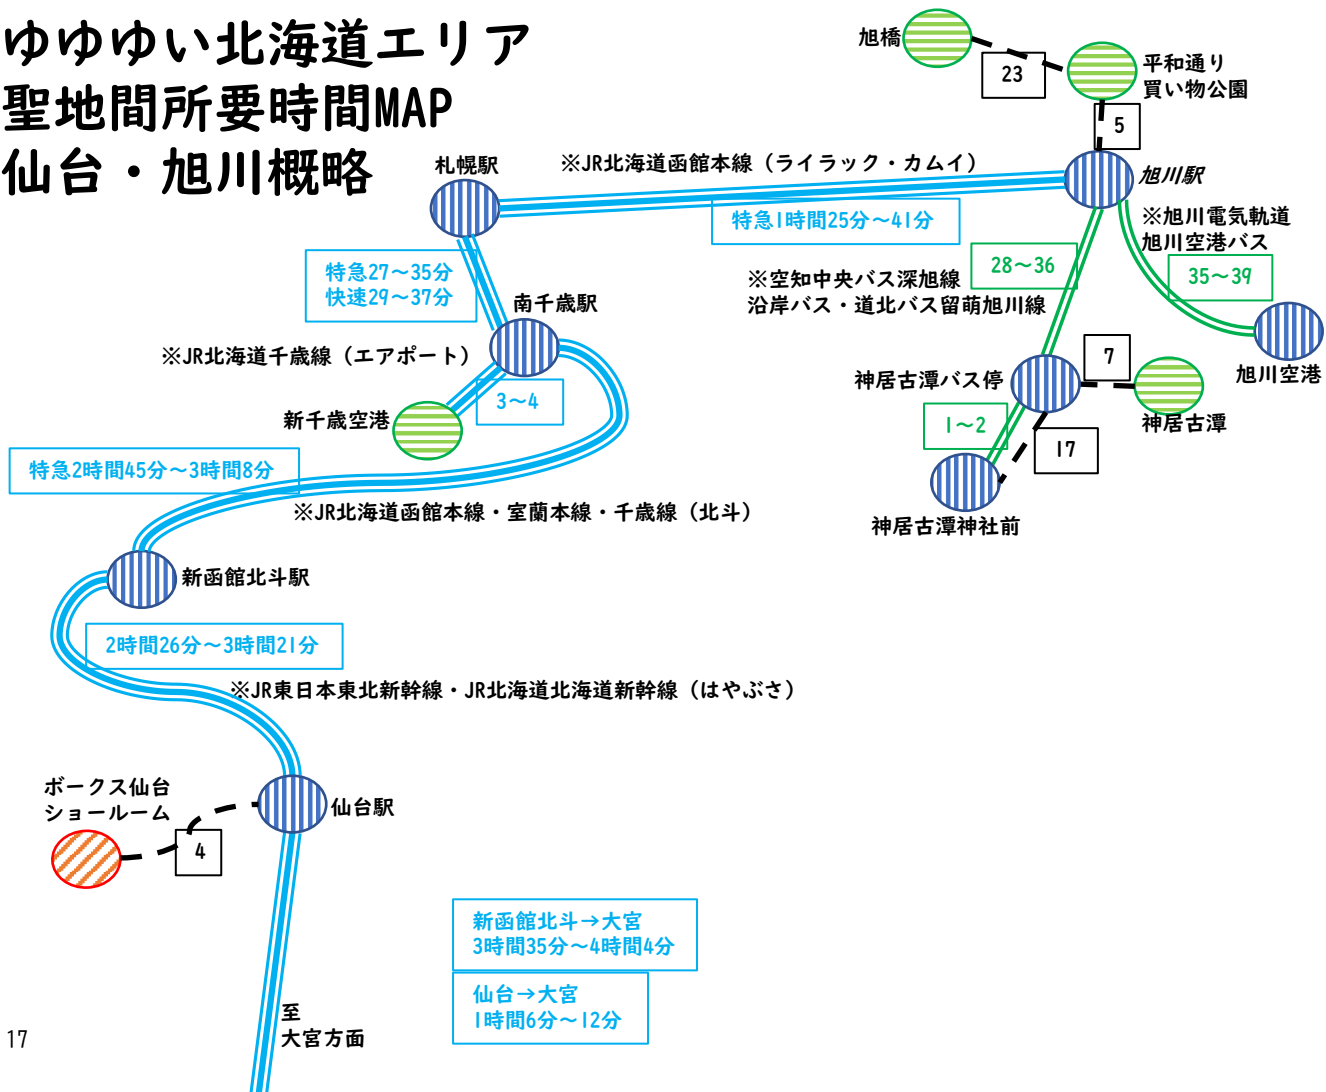 ゆゆゆい北海道エリア
聖地間所要時間MAP
仙台・旭川概略
旭橋
23
平和通り
買い物公園
5
札幌駅
※JR北海道函館本線（ライラック・カムイ）
旭川駅
特急1時間25分～41分
※旭川電気軌道
旭川空港バス
特急27～35分
快速29～37分
28～36
35～39
※空知中央バス深旭線
沿岸バス・道北バス留萌旭川線
南千歳駅
※JR北海道千歳線（エアポート）
7
旭川空港
神居古潭バス停
3～4
新千歳空港
1～2
神居古潭
17
特急2時間45分～3時間8分
※JR北海道函館本線・室蘭本線・千歳線（北斗）
神居古潭神社前
新函館北斗駅
2時間26分～3時間21分
※JR東日本東北新幹線・JR北海道北海道新幹線（はやぶさ）
ボークス仙台
ショールーム
仙台駅
4
新函館北斗→大宮
3時間35分～4時間4分
仙台→大宮
1時間6分～12分
至
大宮方面
17